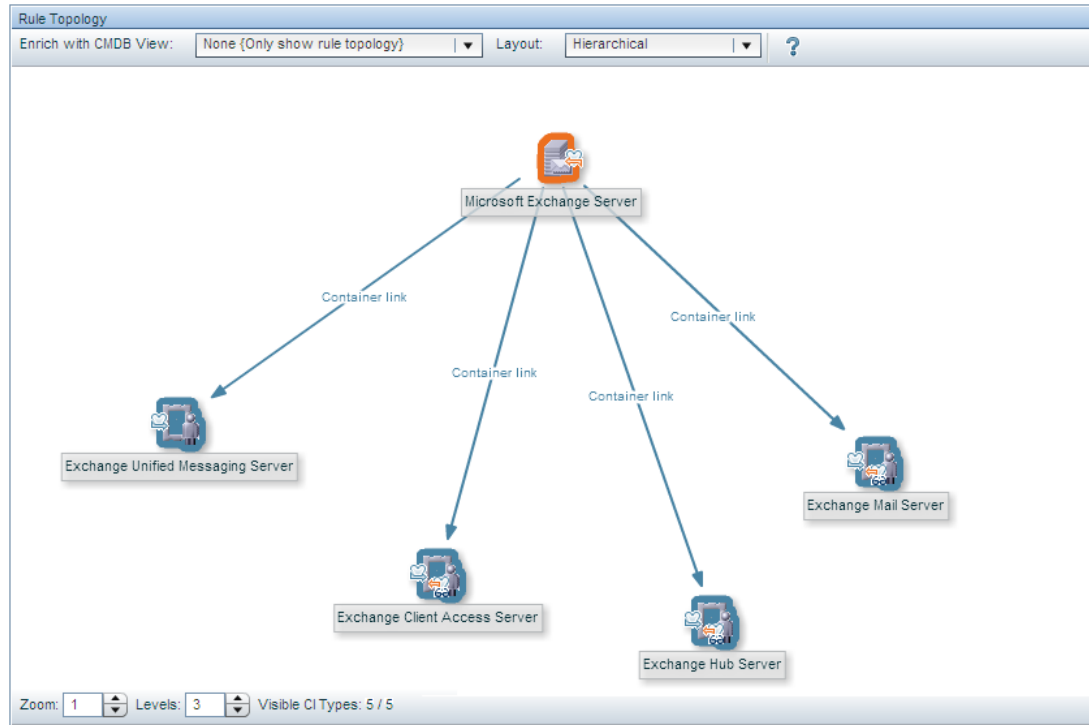 Rule Topology
Enrich with CMDB View: None {Only show rule topology} Layout: Hierarchical ?
Microsoft Exchange Server
Container link
Container link
Container link
Container link
Exchange Unified Messaging Server
Exchange Mail Server
Exchange Client Access Server
Exchange Hub Server
Zoom: 1 Levels: 3 Visible CI Types: 5 / 5